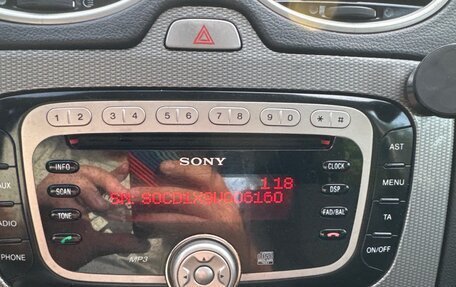 1 2 3 4 5 6 7 8 9 0 * #
SONY
AST
INFO
CLOCK
118
MENU
SCAN
DSP
AUX
TONE
FAD/BAL
TA
RADIO
PHONE
MP3
ON/OFF